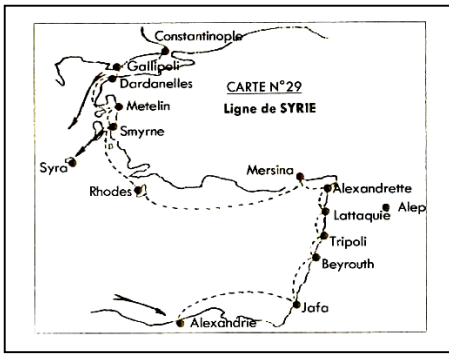 Constantinople
Gallipoli
Dardanelles
CARTE N°29
Ligne de SYRIE
Metelin
Smyrne
Syra
Mersina
Rhodes
Alexandrette
Lattaquie
Alep
Tripoli
Beyrouth
Jafa
Alexandrie